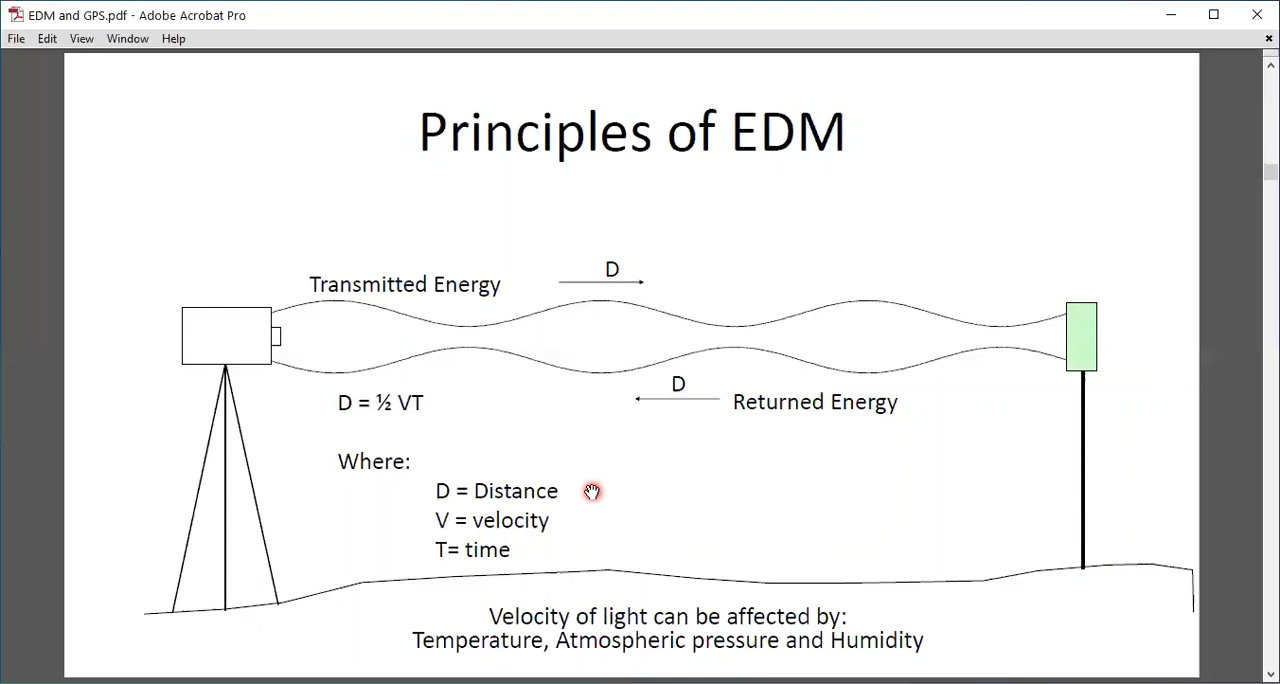 EDM and GPS.pdf - Adobe Acrobat Pro
File Edit View Window Help
Principles of EDM
D
Transmitted Energy
D
D = ½ VT
Returned Energy
Where:
D = Distance
V = velocity
T= time
Velocity of light can be affected by:
Temperature, Atmospheric pressure and Humidity